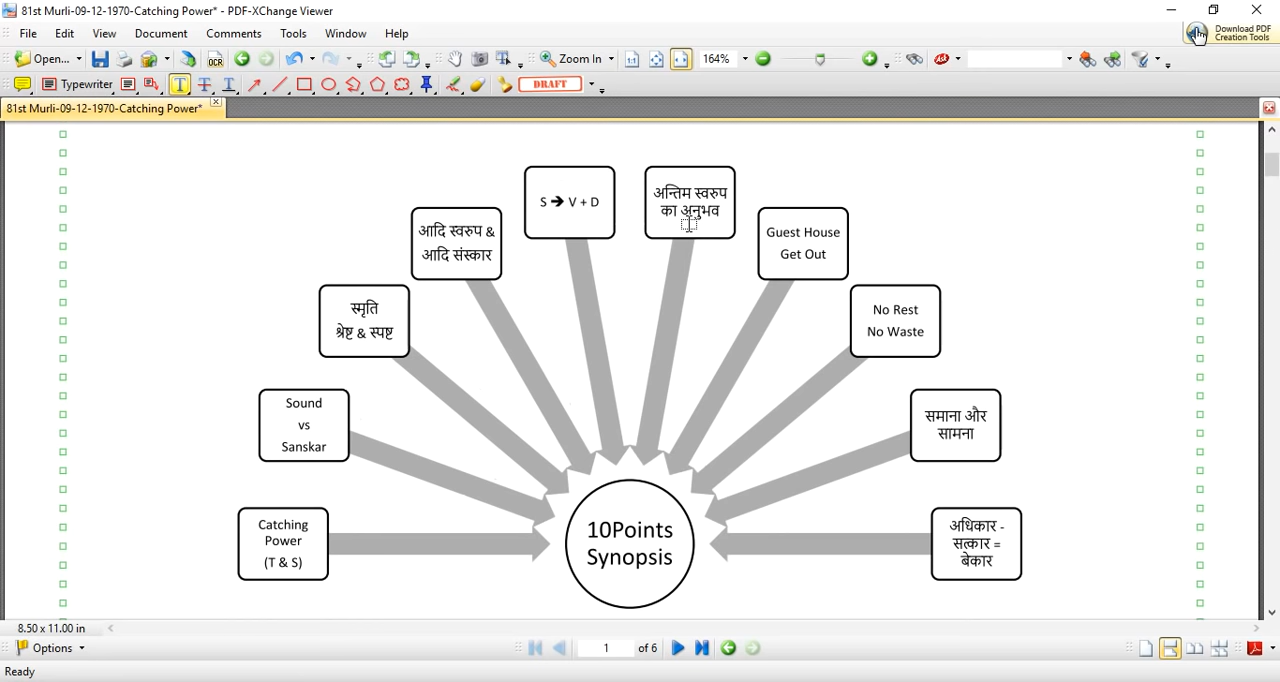 81st Murli-09-12-1970-Catching Power* - PDF-XChange Viewer
File Edit View Document Comments Tools Window Help
Download PDF
Creation Tools
Open...
OCR
Zoom In
164%
Typewriter
DRAFT
81st Murli-09-12-1970-Catching Power*
S ➔ V + D
अन्तिम स्वरुप
का अनुभव
आदि स्वरुप &
आदि संस्कार
Guest House
Get Out
स्मृति
श्रेष्ट & स्पष्ट
No Rest
No Waste
Sound
vs
Sanskar
समाना और
सामना
Catching
Power
(T & S)
10Points
Synopsis
अधिकार -
सत्कार =
बेकार
8.50 x 11.00 in
Options
1 of 6
Ready